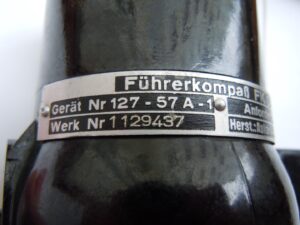 Führerkompaß
Gerät Nr 127 - 57 A - 1
Werk Nr 1129437
Herst.: